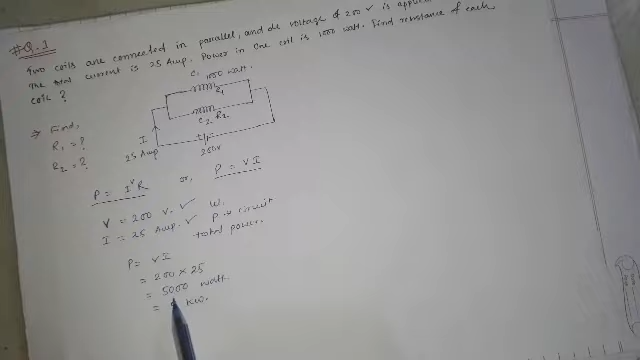 #Q.1
Two coils are connected in parallel, and dc voltage of 200 V is
The total current is 25 Amp. Power in one coil is 1000 watt. Find resistance of each
coil ?
C1 1000 watt.
R1
⇒ Find,
R1 = ?
R2 = ?
C2 R2
I
25 Amp
200V
P = I²R or, P = VI
V = 200 V. ✓
I = 25 Amp. ✓ P → circuit
total power.
P = VI
= 200 × 25
= 5000 watt
= KW.